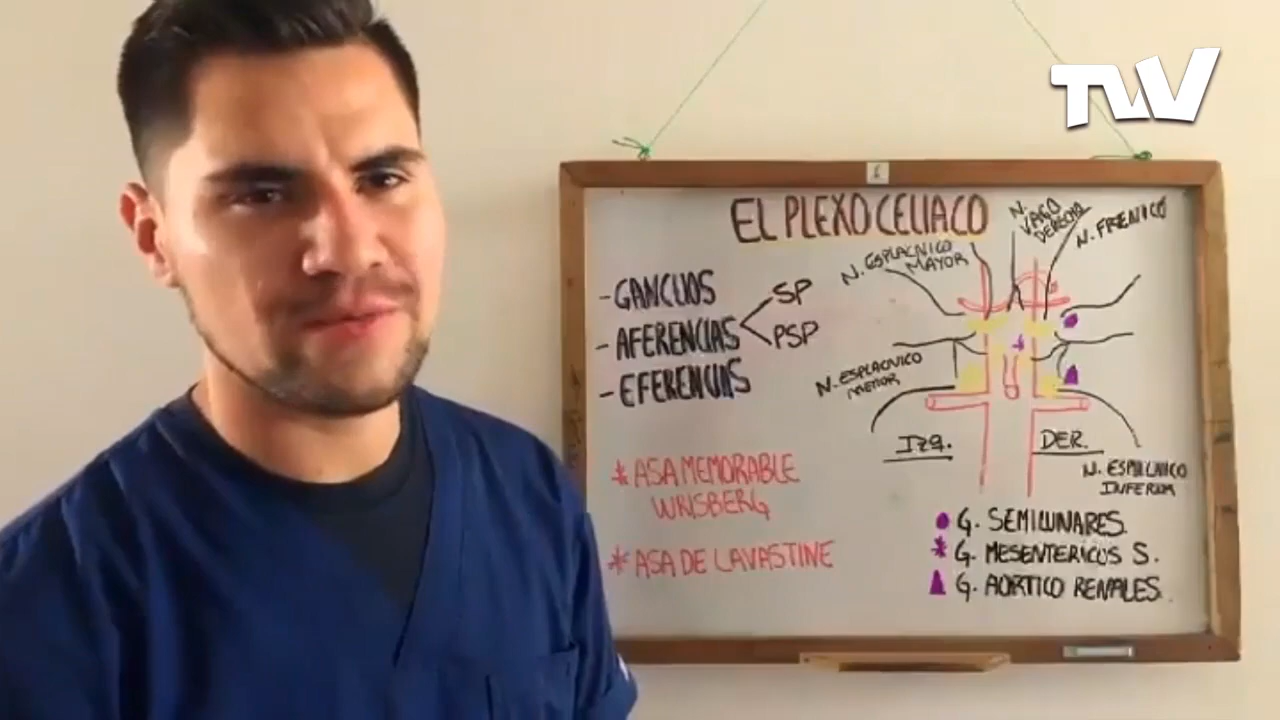 TVV
EL PLEXO CELIACO
N.
VAGO
DERECHO
N. FRENICO
N. ESPLACNICO
MAYOR
- GANGLIOS
- AFERENCIAS
SP
PSP
- EFERENCIAS
N. ESPLACNICO
MENOR
IZQ.
DER.
N. ESPLACNICO
INFERIOR
* ASA MEMORABLE
WRISBERG
* ASA DE LAVASTINE
G. SEMILUNARES.
G. MESENTERICOS S.
G. AORTICO RENALES.